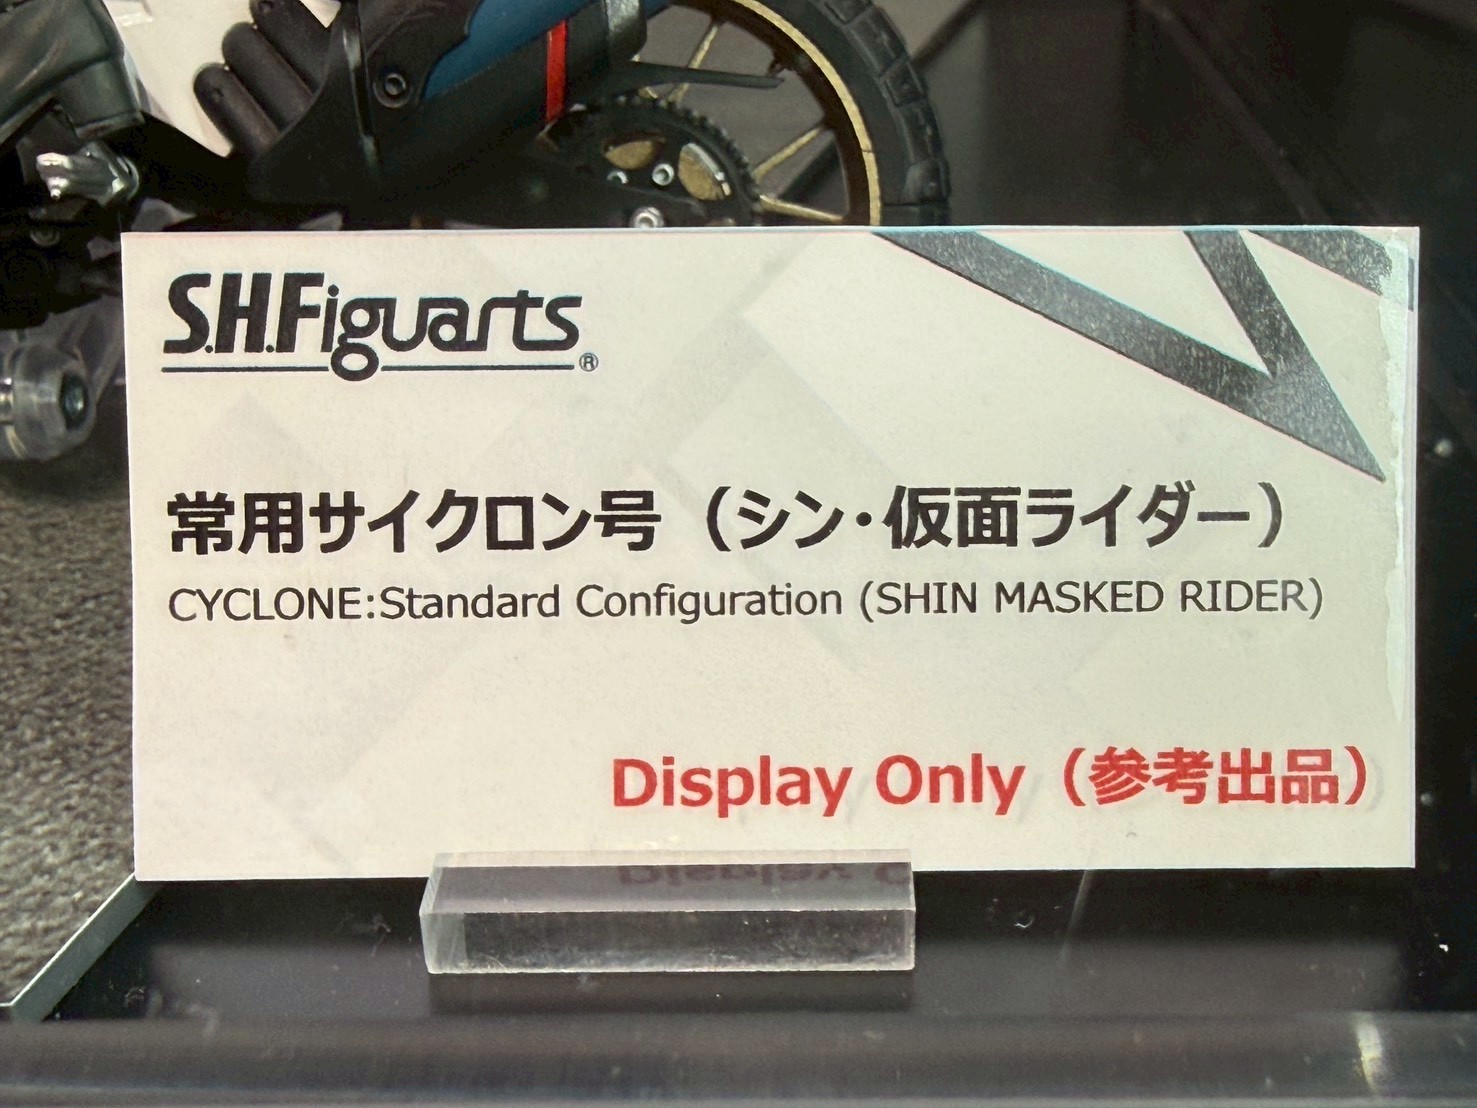 S.H.Figuarts®
常用サイクロン号（シン・仮面ライダー）
CYCLONE:Standard Configuration (SHIN MASKED RIDER)
Display Only（参考出品）